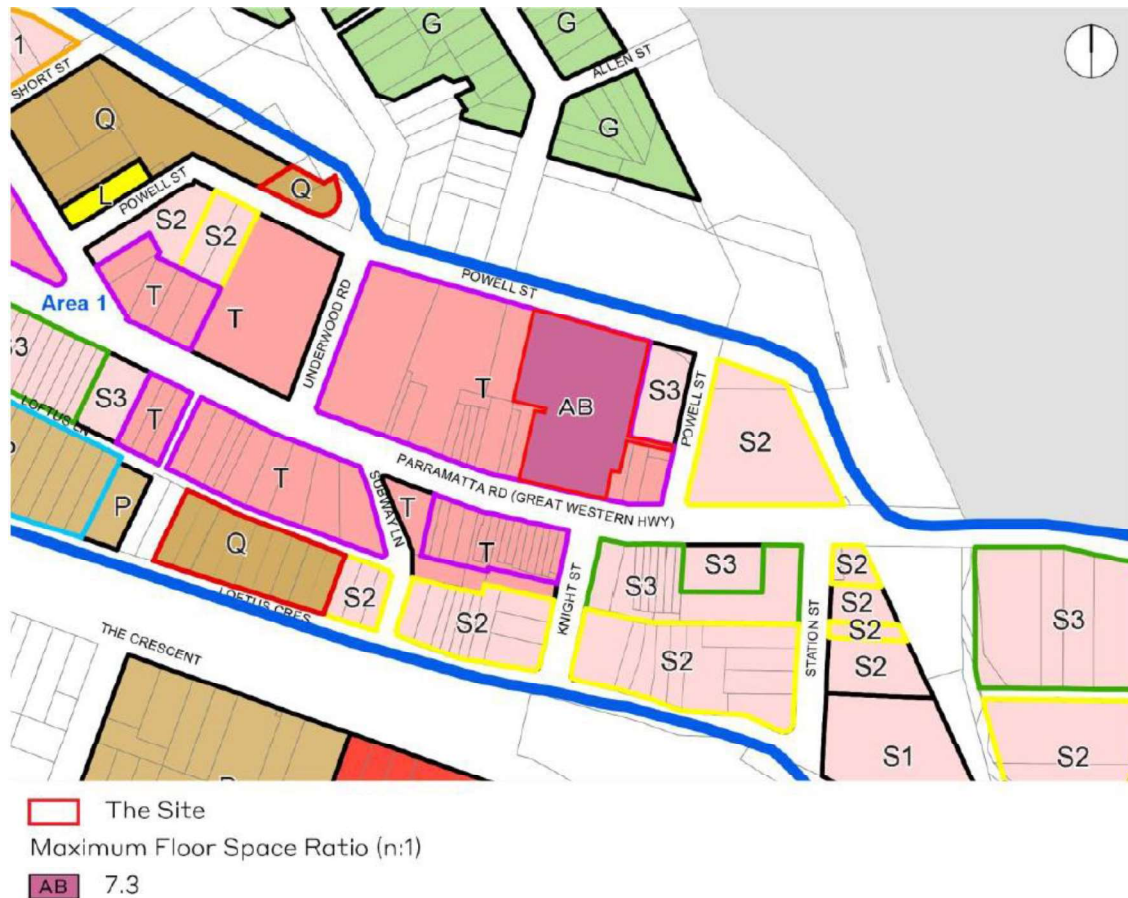 G
G
ALLEN ST
1
SHORT ST
Q
G
L
POWELL ST
Q
S2
S2
Area 1
T
T
UNDERWOOD RD
POWELL ST
S3
S3
T
LOFTUS LN
T
AB
S3
POWELL ST
S2
T
SUBWAY LN
PARRAMATTA RD (GREAT WESTERN HWY)
P
Q
T
T
LOFTUS CRES
S2
S2
KNIGHT ST
S3
S3
S2
STATION ST
S2
S2
S2
S2
S3
S1
S2
THE CRESCENT
The Site
Maximum Floor Space Ratio (n:1)
AB 7.3